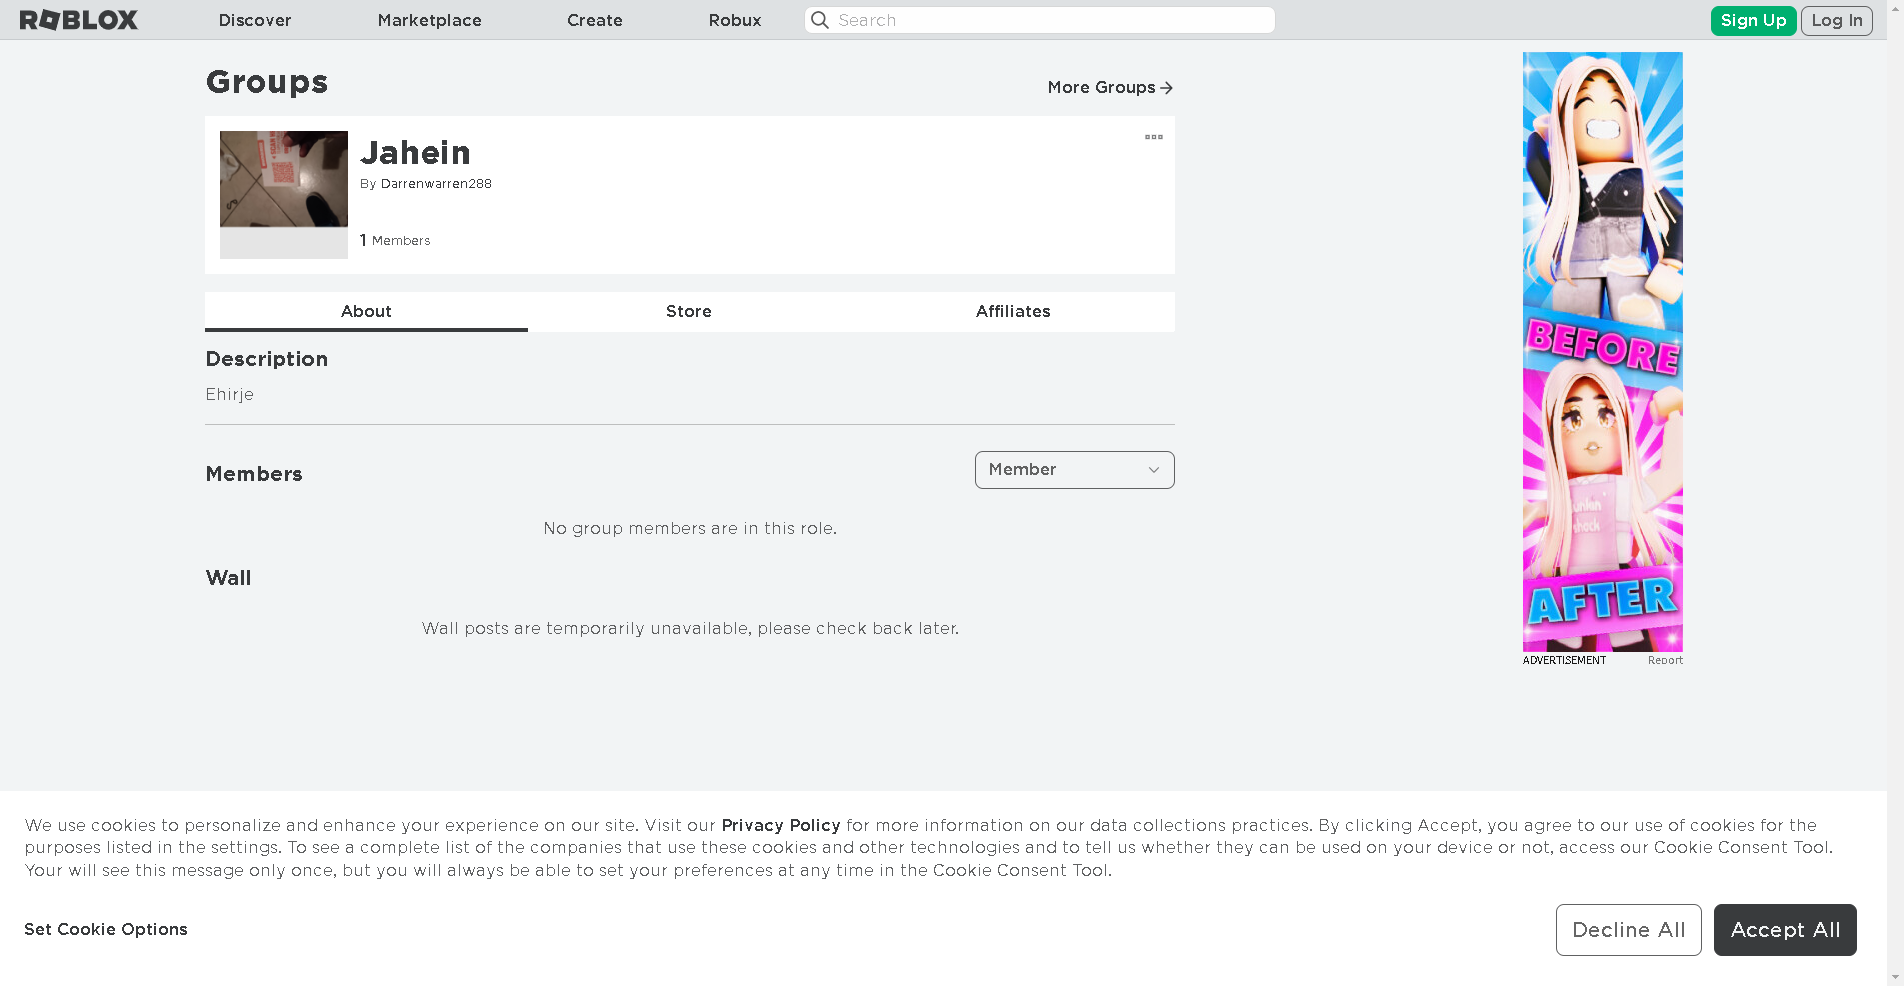 ROBLOX Discover Marketplace Create Robux Search Sign Up Log In
Groups
More Groups
Jahein
By Darrenwarren288
1 Members
About Store Affiliates
Description
Ehirje
Members
Member
No group members are in this role.
Wall
Wall posts are temporarily unavailable, please check back later.
BEFORE
AFTER
ADVERTISEMENT Report
We use cookies to personalize and enhance your experience on our site. Visit our Privacy Policy for more information on our data collections practices. By clicking Accept, you agree to our use of cookies for the
purposes listed in the settings. To see a complete list of the companies that use these cookies and other technologies and to tell us whether they can be used on your device or not, access our Cookie Consent Tool.
Your will see this message only once, but you will always be able to set your preferences at any time in the Cookie Consent Tool.
Set Cookie Options
Decline All
Accept All